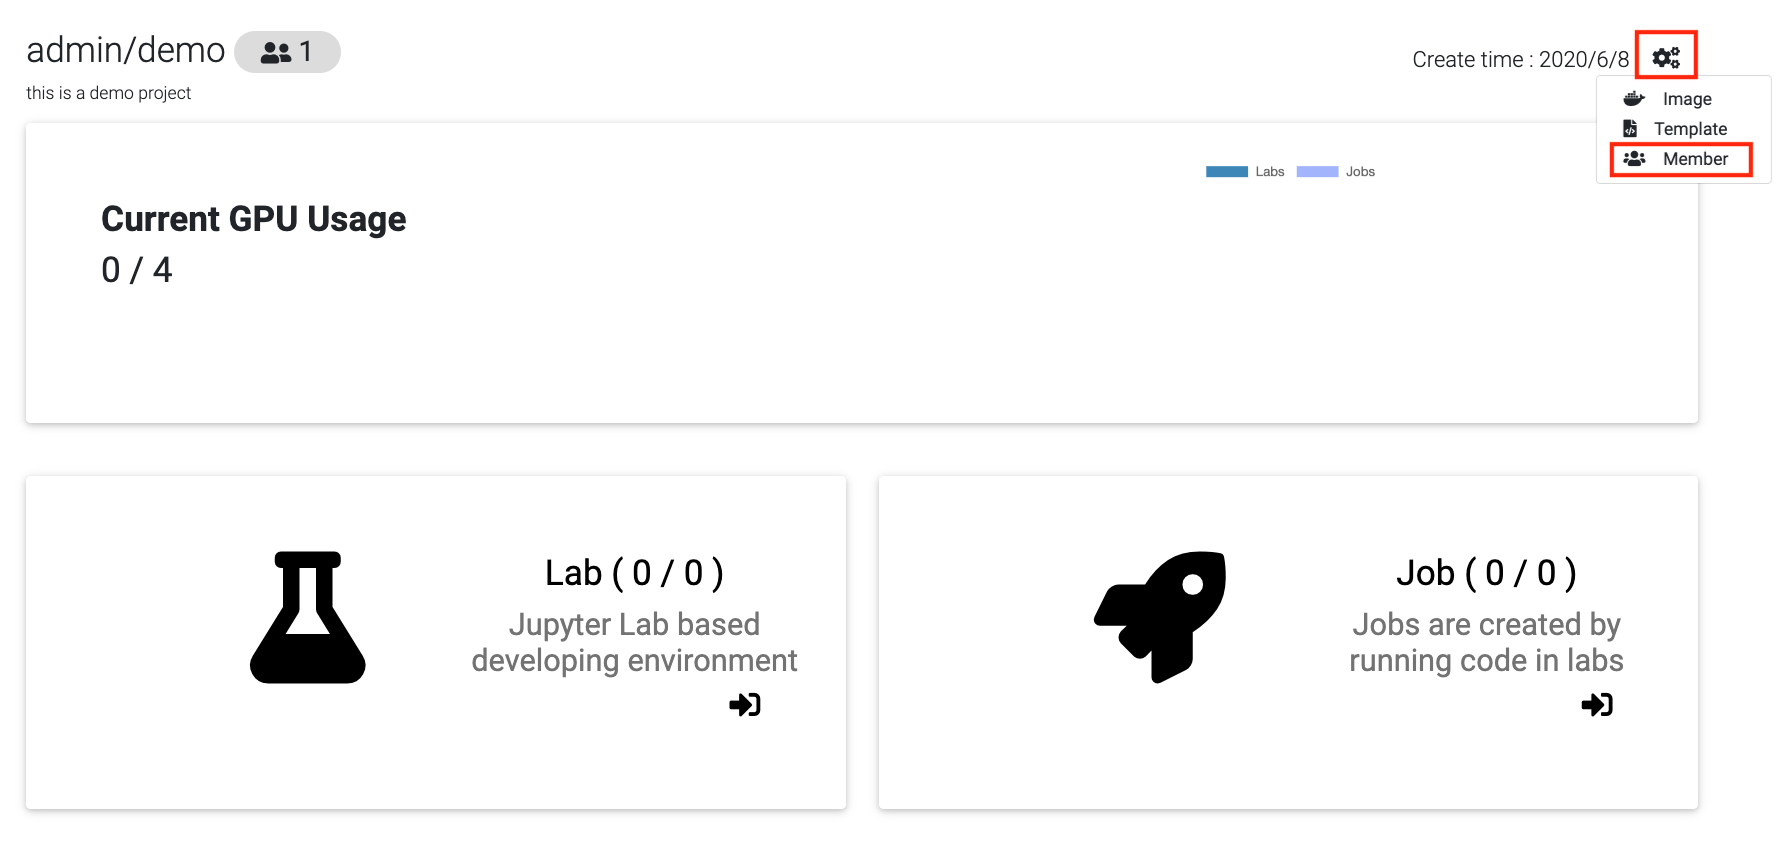 admin/demo 1
Create time : 2020/6/8
this is a demo project
Image
Template
Member
Labs Jobs
Current GPU Usage
0 / 4
Lab ( 0 / 0 )
Jupyter Lab based
developing environment
Job ( 0 / 0 )
Jobs are created by
running code in labs